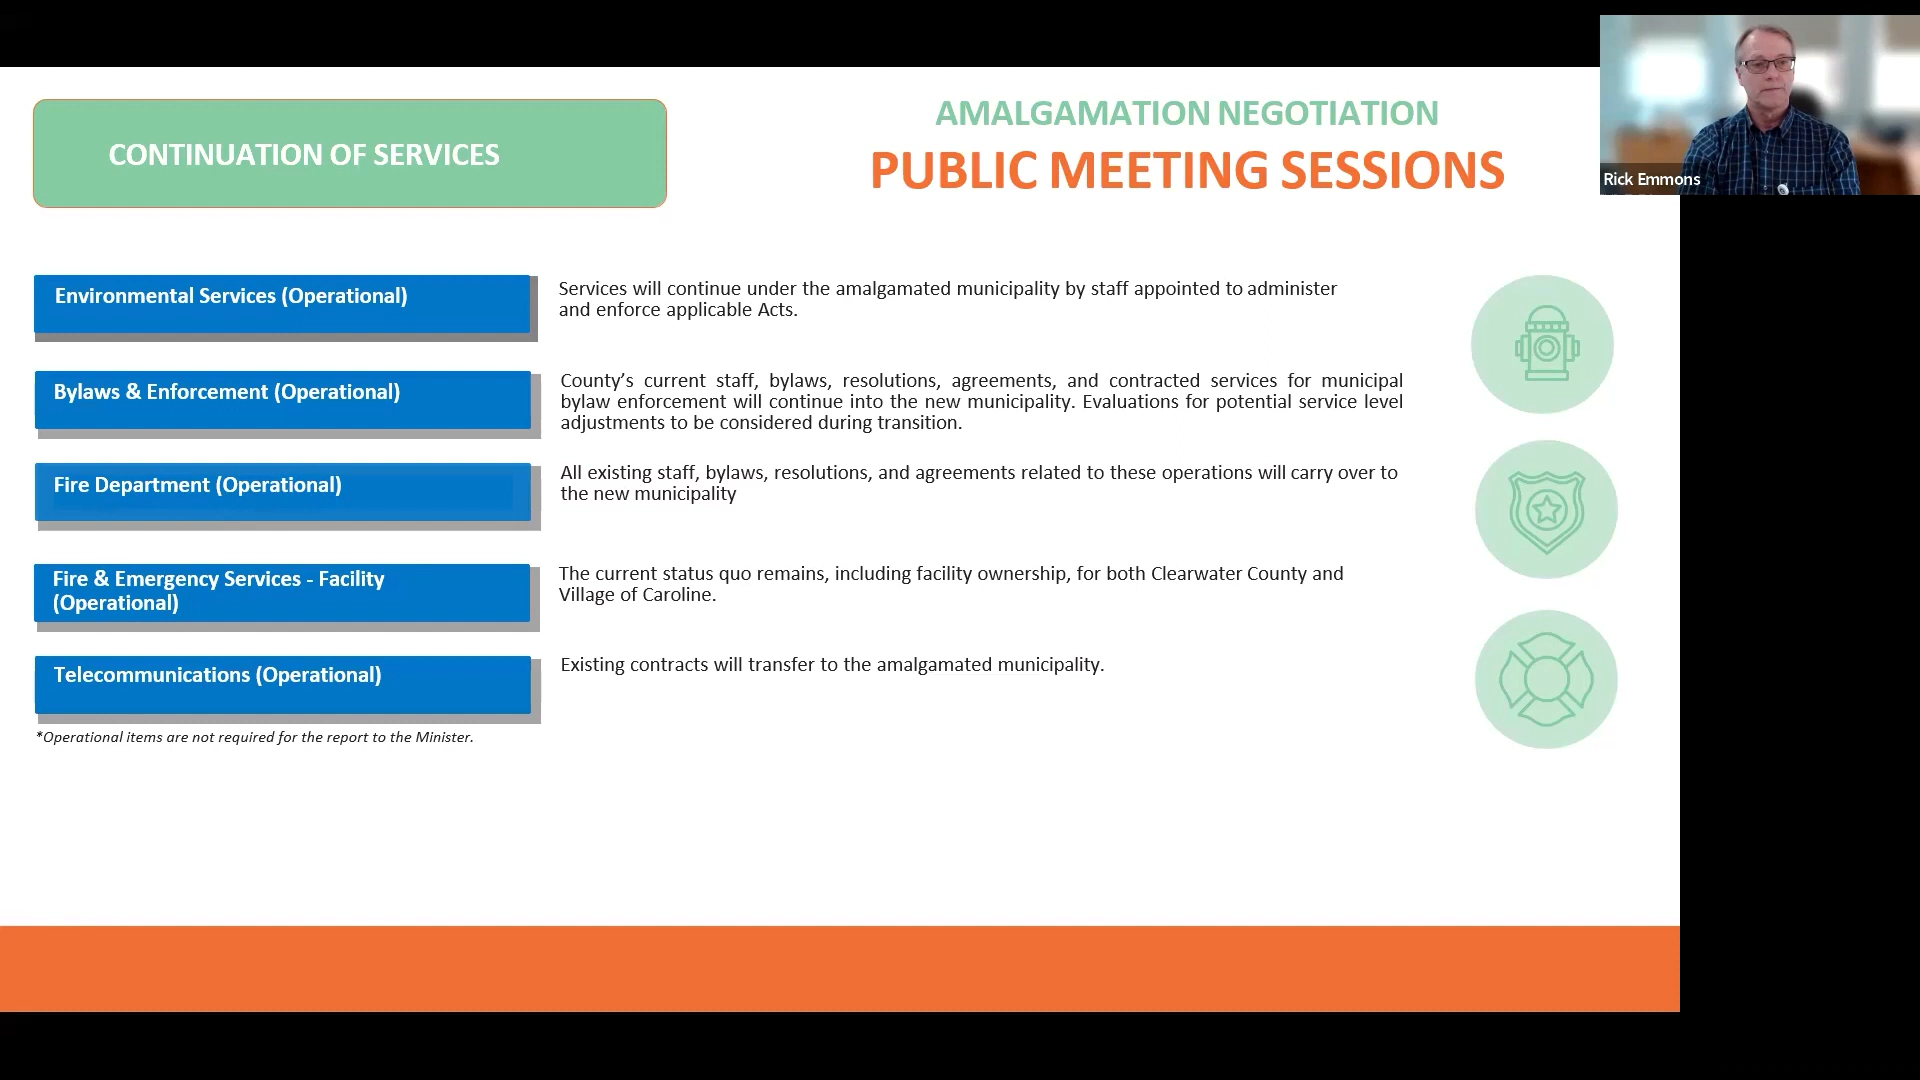 CONTINUATION OF SERVICES
AMALGAMATION NEGOTIATION
PUBLIC MEETING SESSIONS
Rick Emmons
Environmental Services (Operational)
Services will continue under the amalgamated municipality by staff appointed to administer
and enforce applicable Acts.
Bylaws & Enforcement (Operational)
County’s current staff, bylaws, resolutions, agreements, and contracted services for municipal
bylaw enforcement will continue into the new municipality. Evaluations for potential service level
adjustments to be considered during transition.
Fire Department (Operational)
All existing staff, bylaws, resolutions, and agreements related to these operations will carry over to
the new municipality
Fire & Emergency Services - Facility
(Operational)
The current status quo remains, including facility ownership, for both Clearwater County and
Village of Caroline.
Telecommunications (Operational)
Existing contracts will transfer to the amalgamated municipality.
*Operational items are not required for the report to the Minister.